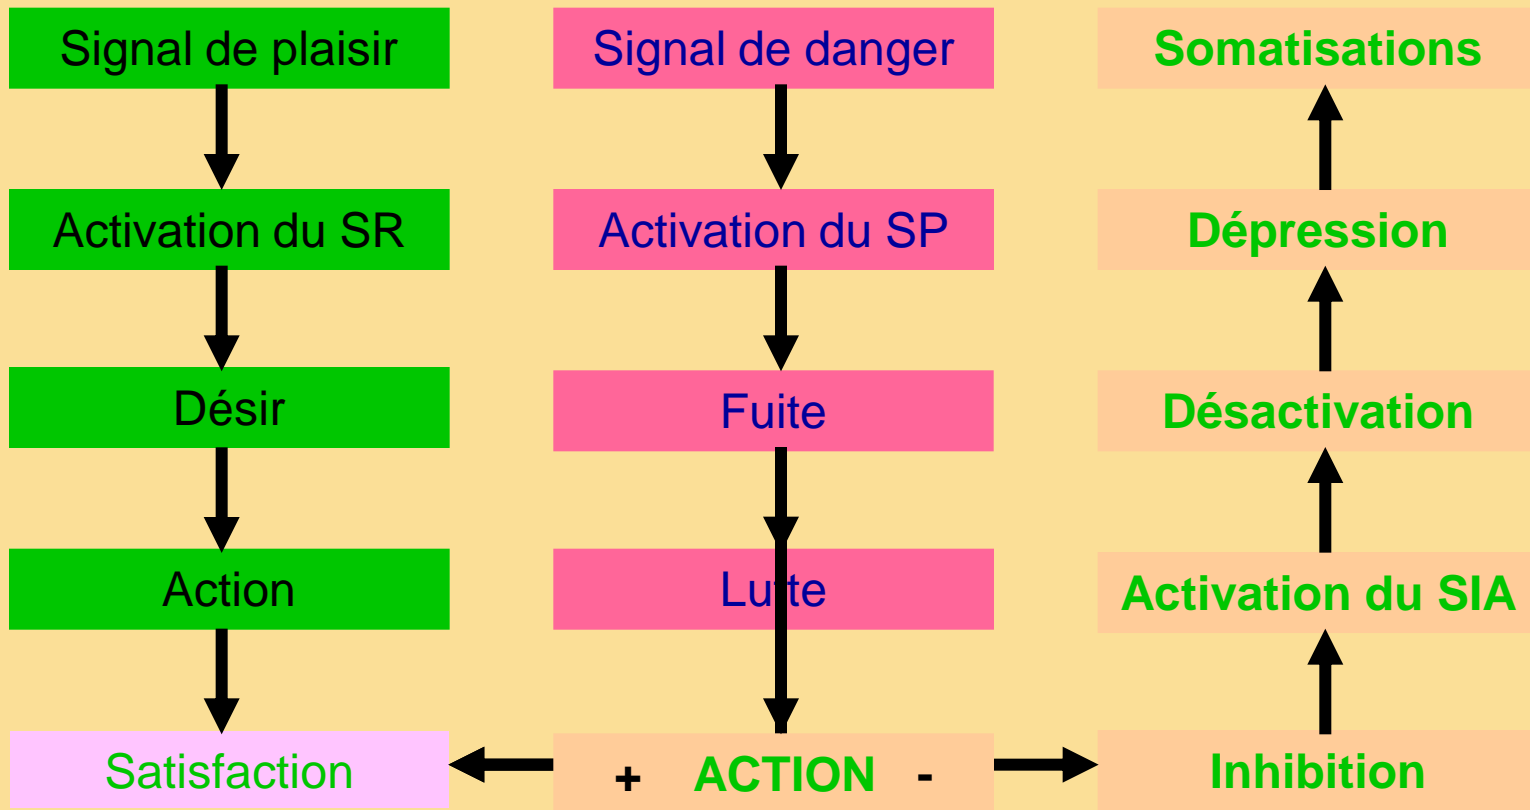 Signal de plaisir
Activation du SR
Désir
Action
Satisfaction
Signal de danger
Activation du SP
Fuite
Lutte
+ ACTION -
Somatisations
Dépression
Désactivation
Activation du SIA
Inhibition